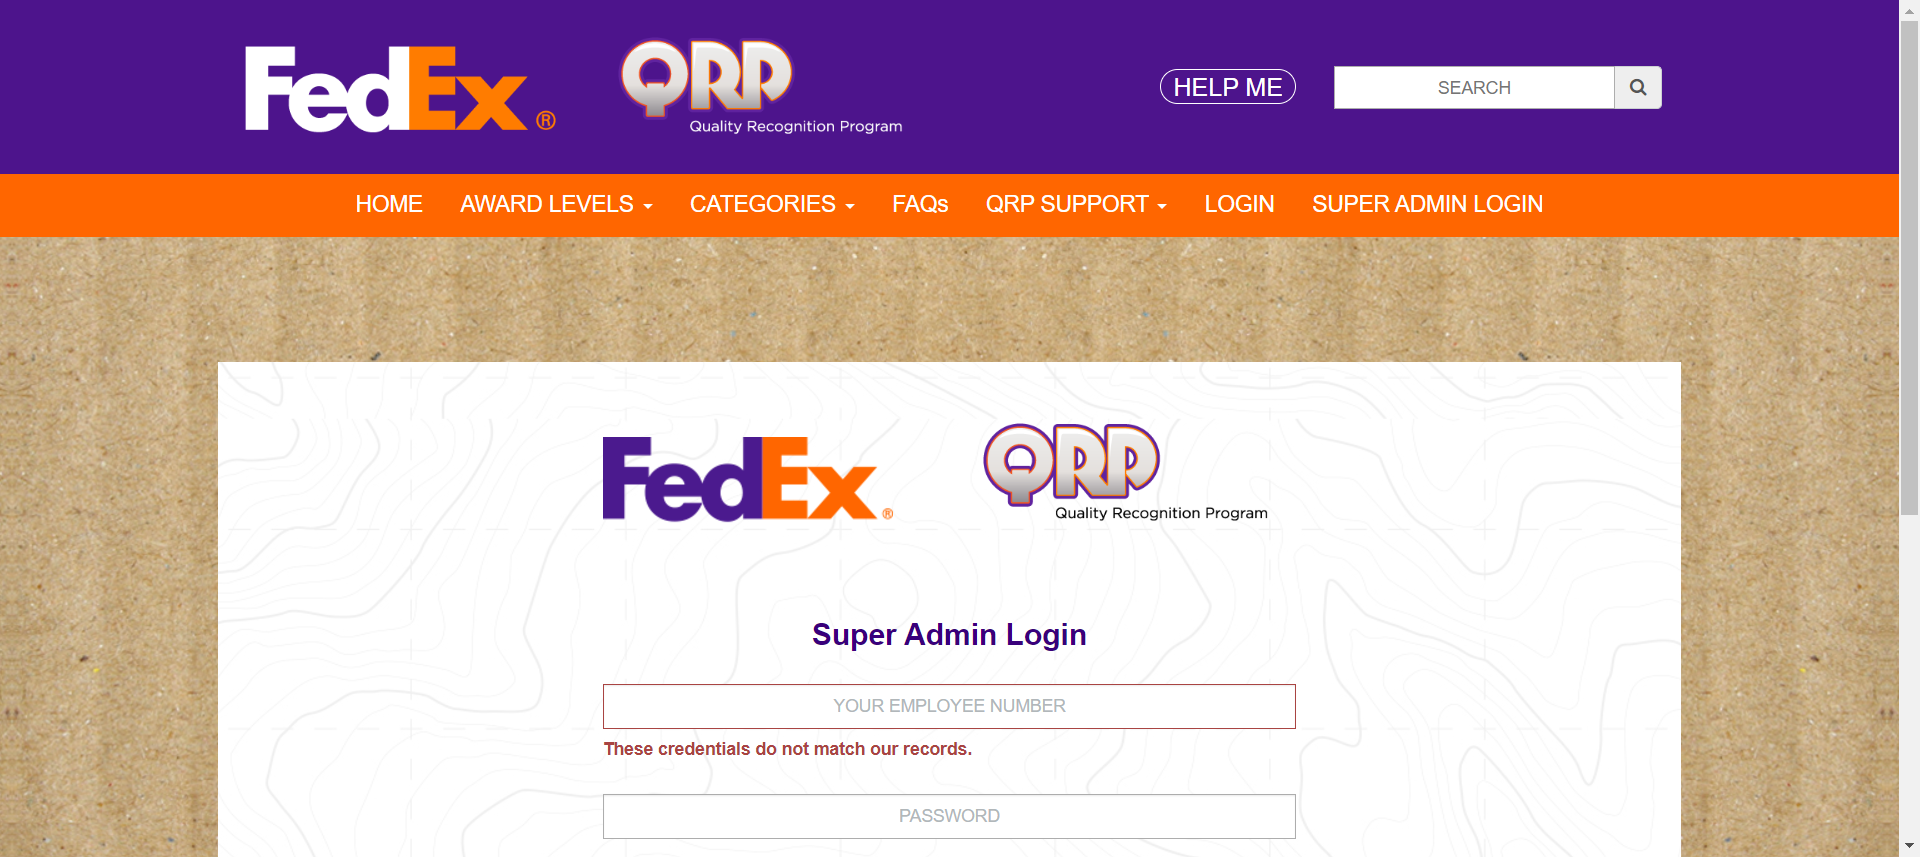 FedEx®
QRP
Quality Recognition Program
HELP ME
SEARCH
HOME AWARD LEVELS CATEGORIES FAQs QRP SUPPORT LOGIN SUPER ADMIN LOGIN
FedEx®
QRP
Quality Recognition Program
Super Admin Login
YOUR EMPLOYEE NUMBER
These credentials do not match our records.
PASSWORD